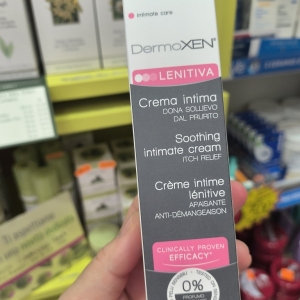 intimate care
DermoXEN®
LENITIVA
Crema intima
DONA SOLLIEVO
DAL PRURITO
Soothing
intimate cream
ITCH RELIEF
Crème intime
lénitive
APAISANTE
ANTI-DÉMANGEAISON
CLINICALLY PROVEN
EFFICACY*
0%
PROFUMO